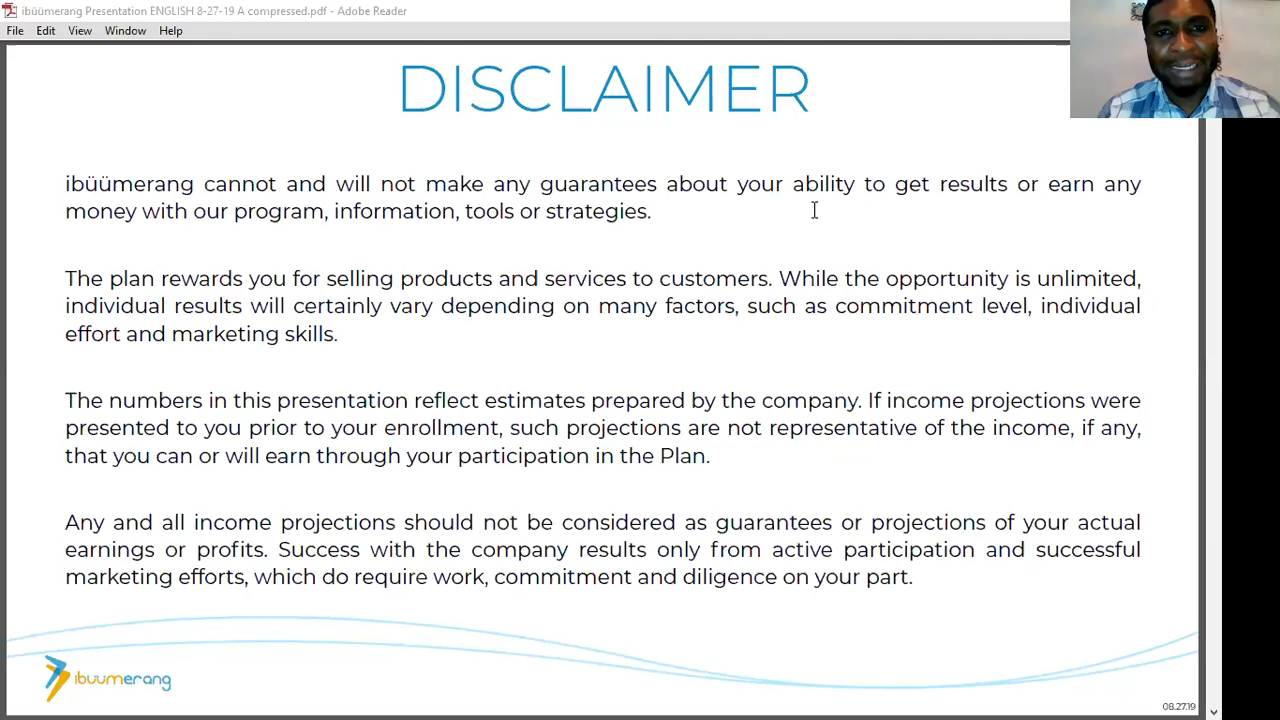 ibüümerang Presentation ENGLISH 8-27-19 A compressed.pdf - Adobe Reader
File Edit View Window Help
DISCLAIMER
ibüümerang cannot and will not make any guarantees about your ability to get results or earn any
money with our program, information, tools or strategies.
The plan rewards you for selling products and services to customers. While the opportunity is unlimited,
individual results will certainly vary depending on many factors, such as commitment level, individual
effort and marketing skills.
The numbers in this presentation reflect estimates prepared by the company. If income projections were
presented to you prior to your enrollment, such projections are not representative of the income, if any,
that you can or will earn through your participation in the Plan.
Any and all income projections should not be considered as guarantees or projections of your actual
earnings or profits. Success with the company results only from active participation and successful
marketing efforts, which do require work, commitment and diligence on your part.
ibuumerang
08.27.19